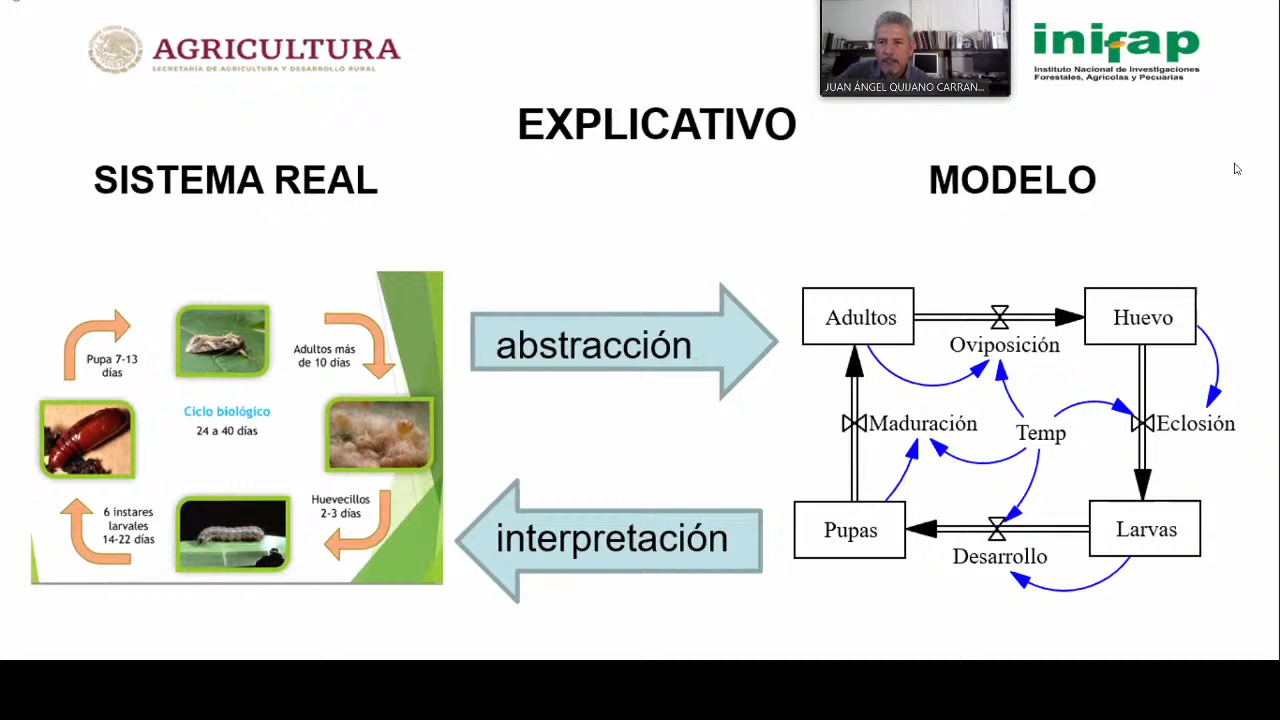 AGRICULTURA
SECRETARÍA DE AGRICULTURA Y DESARROLLO RURAL
JUAN ÁNGEL QUIJANO CARRAN...
inifap
Instituto Nacional de Investigaciones
Forestales, Agrícolas y Pecuarias
EXPLICATIVO
SISTEMA REAL
MODELO
Pupa 7-13
días
Adultos más
de 10 días
Ciclo biológico
24 a 40 días
6 instares
larvales
14-22 días
Huevecillos
2-3 días
abstracción
interpretación
Adultos
Huevo
Oviposición
Maduración
Temp
Eclosión
Pupas
Larvas
Desarrollo